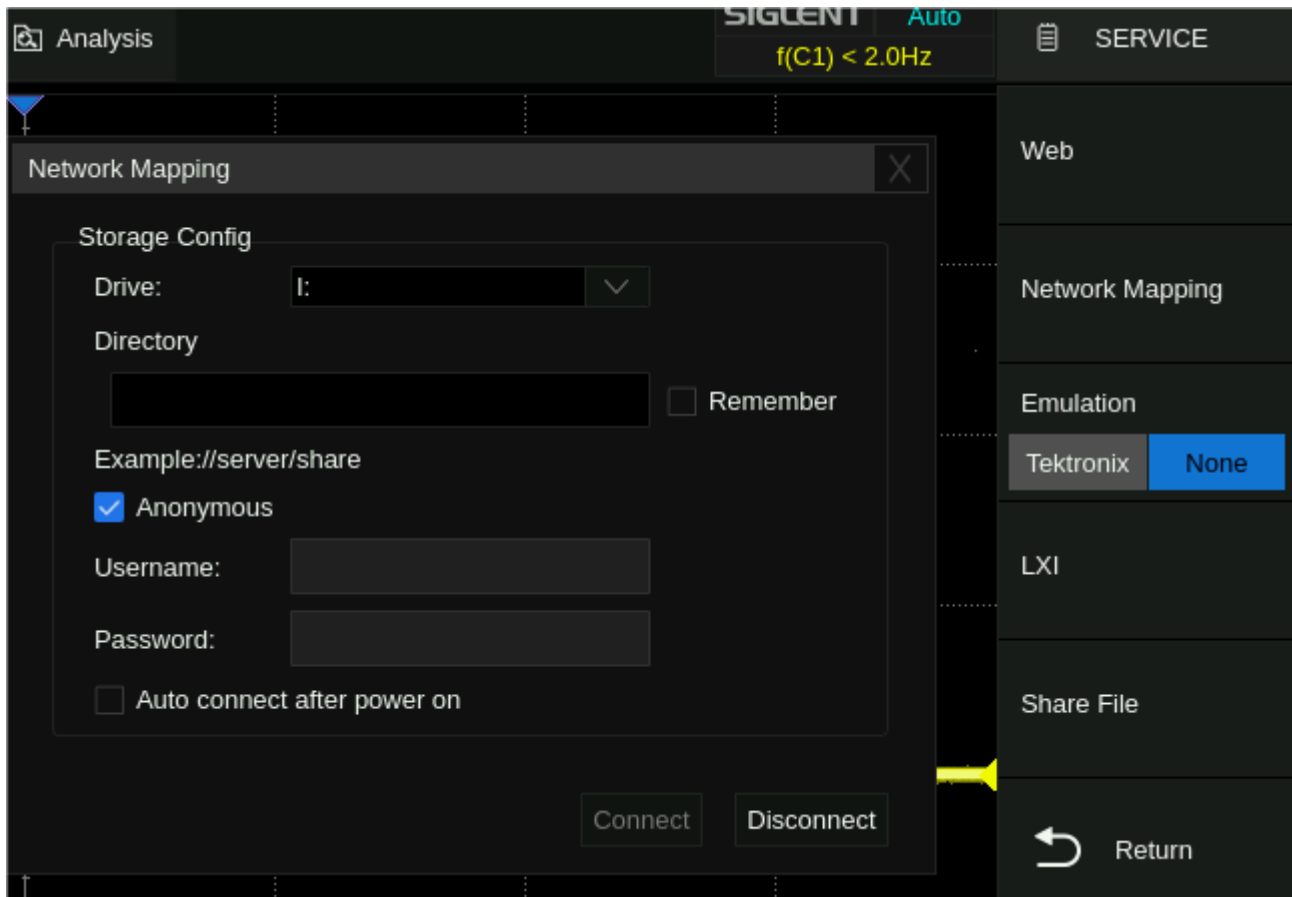 Analysis
SIGLENT Auto
f(C1) < 2.0Hz
SERVICE
Network Mapping
X
Storage Config
Drive: I:
Directory
Remember
Example://server/share
Anonymous
Username:
Password:
Auto connect after power on
Connect Disconnect
Web
Network Mapping
Emulation
Tektronix None
LXI
Share File
Return